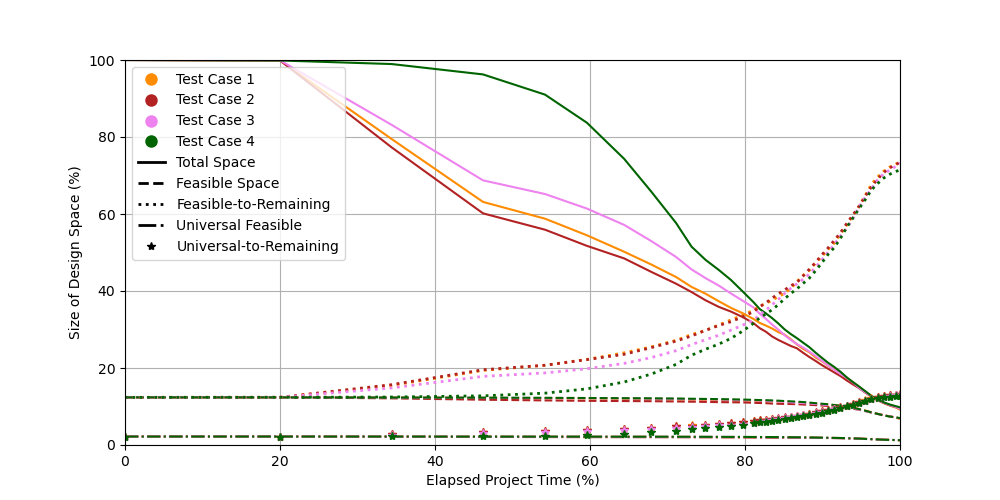 100
80
60
40
20
0
0
20
40
60
80
100
Size of Design Space (%)
Elapsed Project Time (%)
Test Case 1
Test Case 2
Test Case 3
Test Case 4
Total Space
Feasible Space
Feasible-to-Remaining
Universal Feasible
Universal-to-Remaining